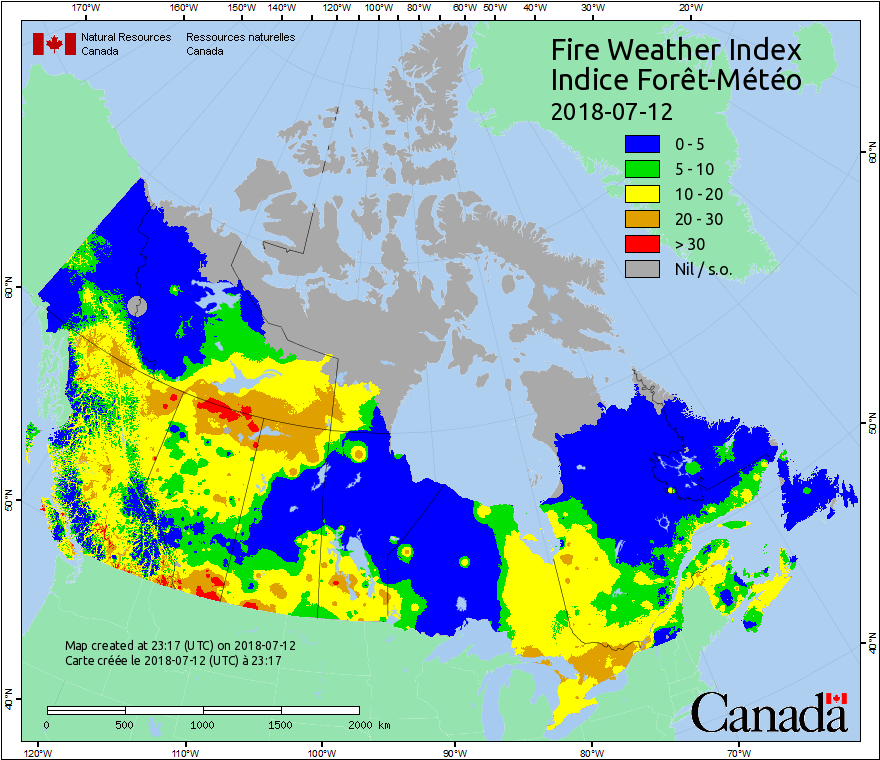 170°W 160°W 150°W 140°W 130°W 120°W 110°W 100°W 90°W 80°W 70°W 60°W 50°W 40°W 30°W 20°W
Natural Resources Canada
Ressources naturelles Canada
Fire Weather Index
Indice Forêt-Météo
2018-07-12
0 - 5
5 - 10
10 - 20
20 - 30
> 30
Nil / s.o.
60°N
60°N
50°N
50°N
40°N
40°N
Map created at 23:17 (UTC) on 2018-07-12
Carte créée le 2018-07-12 (UTC) à 23:17
0 500 1000 1500 2000 km
Canada
120°W 110°W 100°W 90°W 80°W 70°W